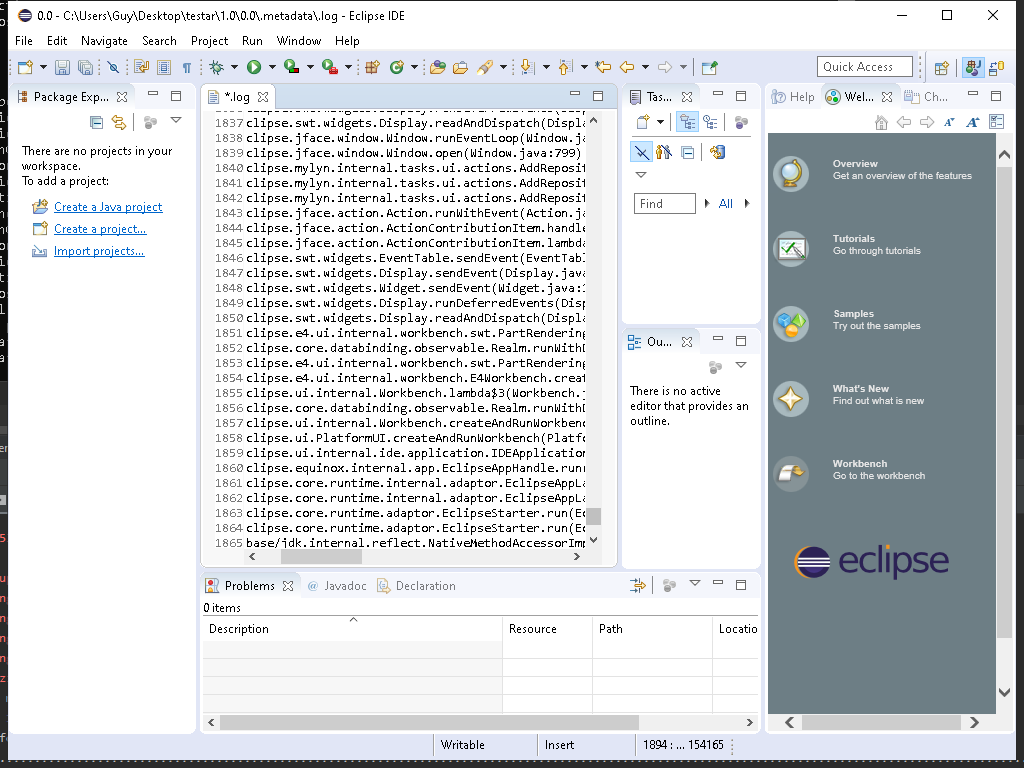 0.0 - C:\Users\Guy\Desktop\testar\1.0\0.0\.metadata\.log - Eclipse IDE
File Edit Navigate Search Project Run Window Help
Quick Access
Package Exp...
There are no projects in your
workspace.
To add a project:
Create a Java project
Create a project...
Import projects...
*.log
1837 clipse.swt.widgets.Display.readAndDispatch(Displa
1838 clipse.jface.window.Window.runEventLoop(Window.ja
1839 clipse.jface.window.Window.open(Window.java:799)
1840 clipse.mylyn.internal.tasks.ui.actions.AddReposit
1841 clipse.mylyn.internal.tasks.ui.actions.AddReposit
1842 clipse.mylyn.internal.tasks.ui.actions.AddReposit
1843 clipse.jface.action.Action.runWithEvent(Action.ja
1844 clipse.jface.action.ActionContributionItem.handle
1845 clipse.jface.action.ActionContributionItem.lambda
1846 clipse.swt.widgets.EventTable.sendEvent(EventTabl
1847 clipse.swt.widgets.Display.sendEvent(Display.java
1848 clipse.swt.widgets.Widget.sendEvent(Widget.java:1
1849 clipse.swt.widgets.Display.runDeferredEvents(Disp
1850 clipse.swt.widgets.Display.readAndDispatch(Displa
1851 clipse.e4.ui.internal.workbench.swt.PartRendering
1852 clipse.core.databinding.observable.Realm.runWithD
1853 clipse.e4.ui.internal.workbench.swt.PartRendering
1854 clipse.e4.ui.internal.workbench.E4Workbench.creat
1855 clipse.ui.internal.Workbench.lambda$3(Workbench.j
1856 clipse.core.databinding.observable.Realm.runWithD
1857 clipse.ui.internal.Workbench.createAndRunWorkbenc
1858 clipse.ui.PlatformUI.createAndRunWorkbench(Platfo
1859 clipse.ui.internal.ide.application.IDEApplication
1860 clipse.equinox.internal.app.EclipseAppHandle.runn
1861 clipse.core.runtime.internal.adaptor.EclipseAppLa
1862 clipse.core.runtime.internal.adaptor.EclipseAppLa
1863 clipse.core.runtime.adaptor.EclipseStarter.run(Ec
1864 clipse.core.runtime.adaptor.EclipseStarter.run(Ec
1865 base/jdk.internal.reflect.NativeMethodAccessorImp
Tas...
Find
All
Ou...
There is no active
editor that provides an
outline.
Help Wel... Ch...
Overview
Get an overview of the features
Tutorials
Go through tutorials
Samples
Try out the samples
What's New
Find out what is new
Workbench
Go to the workbench
eclipse
Problems @ Javadoc Declaration
0 items
Description Resource Path Locatio
Writable Insert 1894 : ... 154165